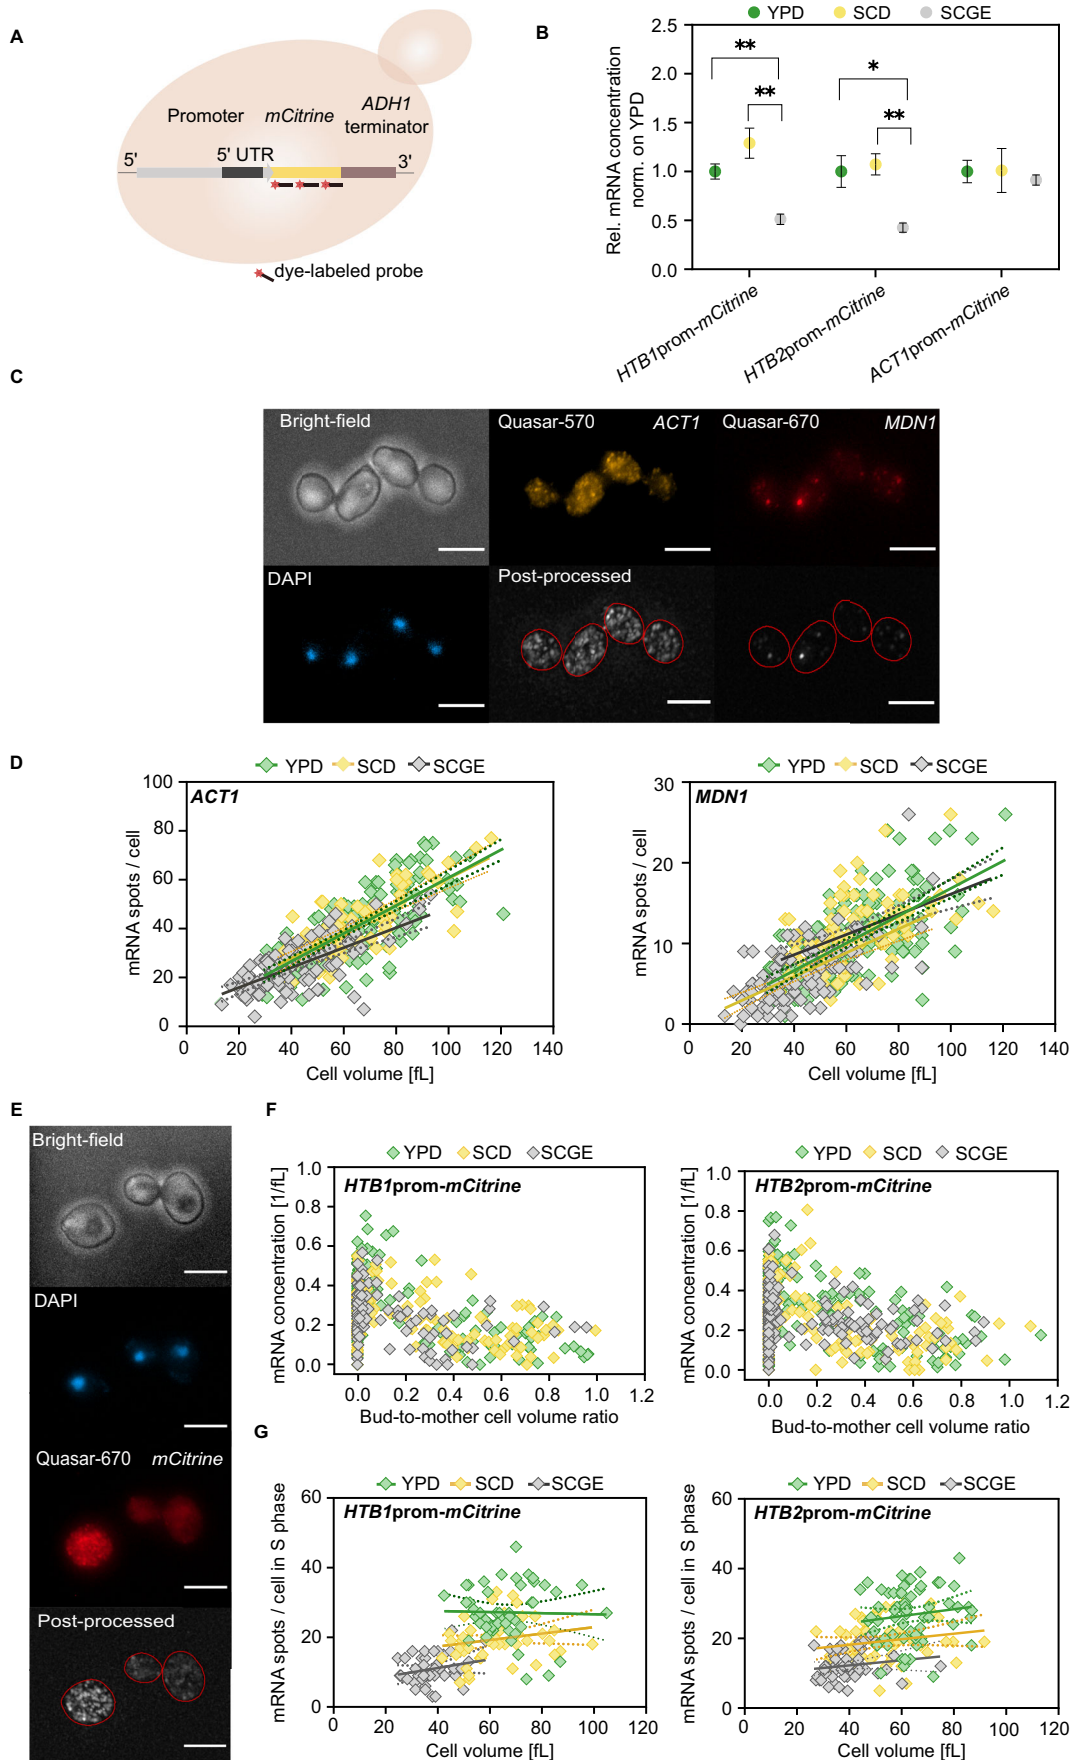 A
Promoter mCitrine ADH1 terminator
5' 5' UTR 3'
dye-labeled probe
B
YPD SCD SCGE
Rel. mRNA concentration
norm. on YPD
2.5
2.0
1.5
1.0
0.5
0.0
** ** * **
HTB1prom-mCitrine
HTB2prom-mCitrine
ACT1prom-mCitrine
C
Bright-field Quasar-570 ACT1 Quasar-670 MDN1
DAPI Post-processed
D
YPD SCD SCGE
ACT1
mRNA spots / cell
100
80
60
40
20
0
0 20 40 60 80 100 120 140
Cell volume [fL]
YPD SCD SCGE
MDN1
mRNA spots / cell
30
20
10
0
0 20 40 60 80 100 120 140
Cell volume [fL]
E
Bright-field
DAPI
Quasar-670 mCitrine
Post-processed
F
YPD SCD SCGE
HTB1prom-mCitrine
mRNA concentration [1/fL]
1.0
0.8
0.6
0.4
0.2
0.0
0.0 0.2 0.4 0.6 0.8 1.0 1.2
Bud-to-mother cell volume ratio
YPD SCD SCGE
HTB2prom-mCitrine
mRNA concentration [1/fL]
1.0
0.8
0.6
0.4
0.2
0.0
0.0 0.2 0.4 0.6 0.8 1.0 1.2
Bud-to-mother cell volume ratio
G
YPD SCD SCGE
HTB1prom-mCitrine
mRNA spots / cell in S phase
60
40
20
0
0 20 40 60 80 100 120
Cell volume [fL]
YPD SCD SCGE
HTB2prom-mCitrine
mRNA spots / cell in S phase
60
40
20
0
0 20 40 60 80 100 120
Cell volume [fL]